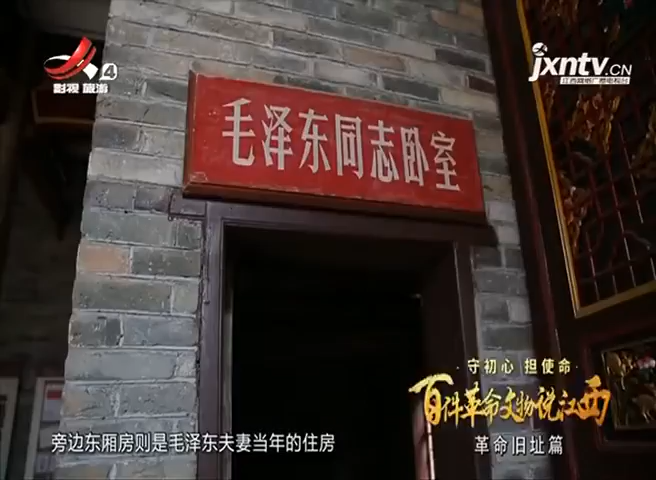 4
影视 旅游
jxntv.CN
江西网络广播电视台
毛泽东同志卧室
守初心 担使命
百件革命文物说江西
革命旧址篇
旁边东厢房则是毛泽东夫妻当年的住房